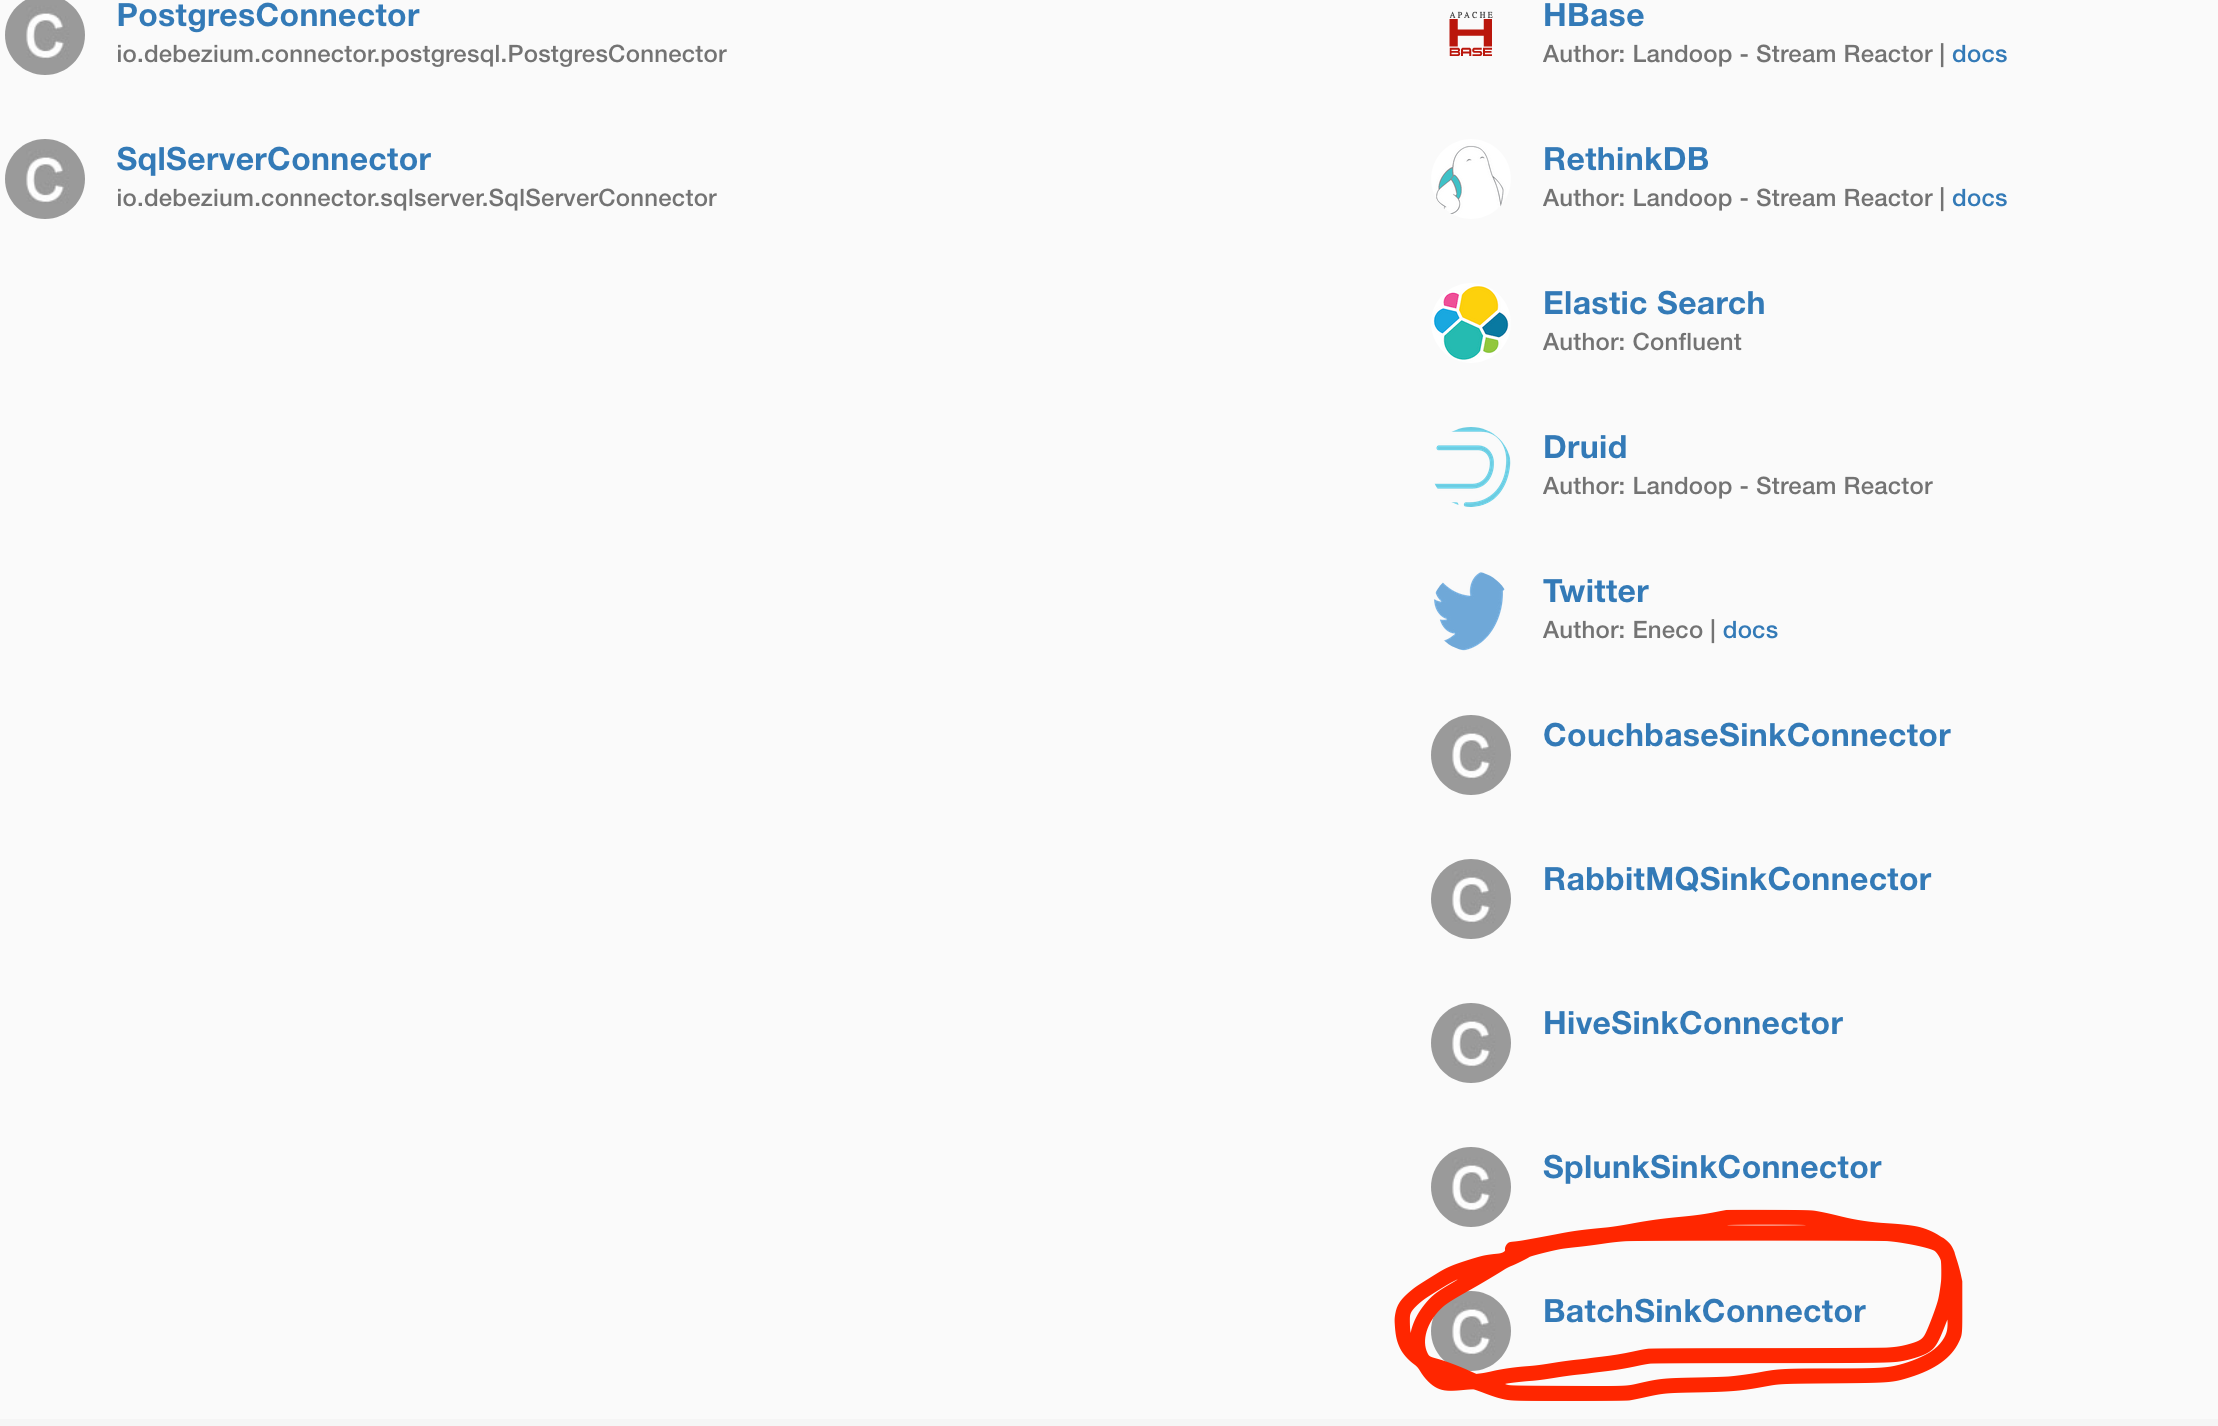 PostgresConnector
io.debezium.connector.postgresql.PostgresConnector
SqlServerConnector
io.debezium.connector.sqlserver.SqlServerConnector
APACHE
H
BASE
HBase
Author: Landoop - Stream Reactor | docs
RethinkDB
Author: Landoop - Stream Reactor | docs
Elastic Search
Author: Confluent
Druid
Author: Landoop - Stream Reactor
Twitter
Author: Eneco | docs
CouchbaseSinkConnector
RabbitMQSinkConnector
HiveSinkConnector
SplunkSinkConnector
BatchSinkConnector
C
C
C
C
C
C
C